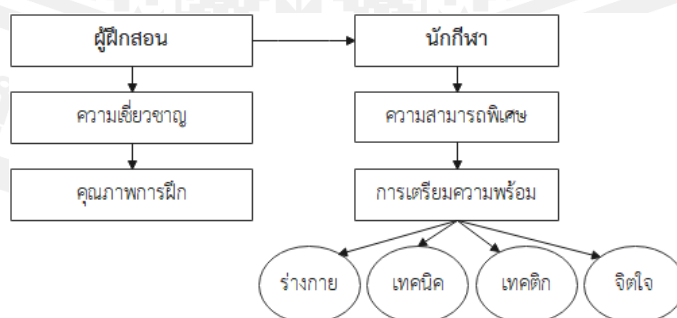 ผู้ฝึกสอน
นักกีฬา
ความเชี่ยวชาญ
ความสามารถพิเศษ
คุณภาพการฝึก
การเตรียมความพร้อม
ร่างกาย
เทคนิค
เทคติก
จิตใจ